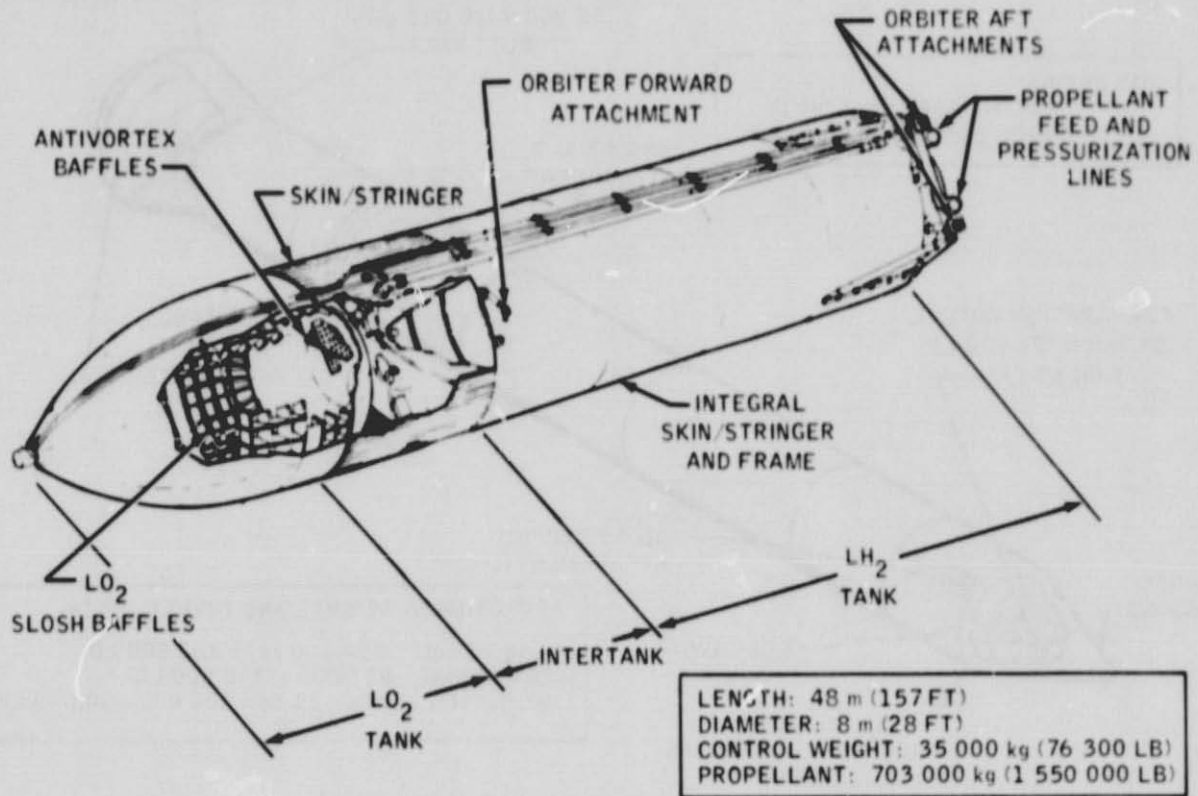 ORBITER AFT
ATTACHMENTS
ORBITER FORWARD
ATTACHMENT
PROPELLANT
FEED AND
PRESSURIZATION
LINES
ANTIVORTEX
BAFFLES
SKIN/STRINGER
INTEGRAL
SKIN/STRINGER
AND FRAME
LO₂
SLOSH BAFFLES
LH₂
TANK
INTERTANK
LO₂
TANK
LENGTH: 48 m (157 FT)
DIAMETER: 8 m (28 FT)
CONTROL WEIGHT: 35 000 kg (76 300 LB)
PROPELLANT: 703 000 kg (1 550 000 LB)